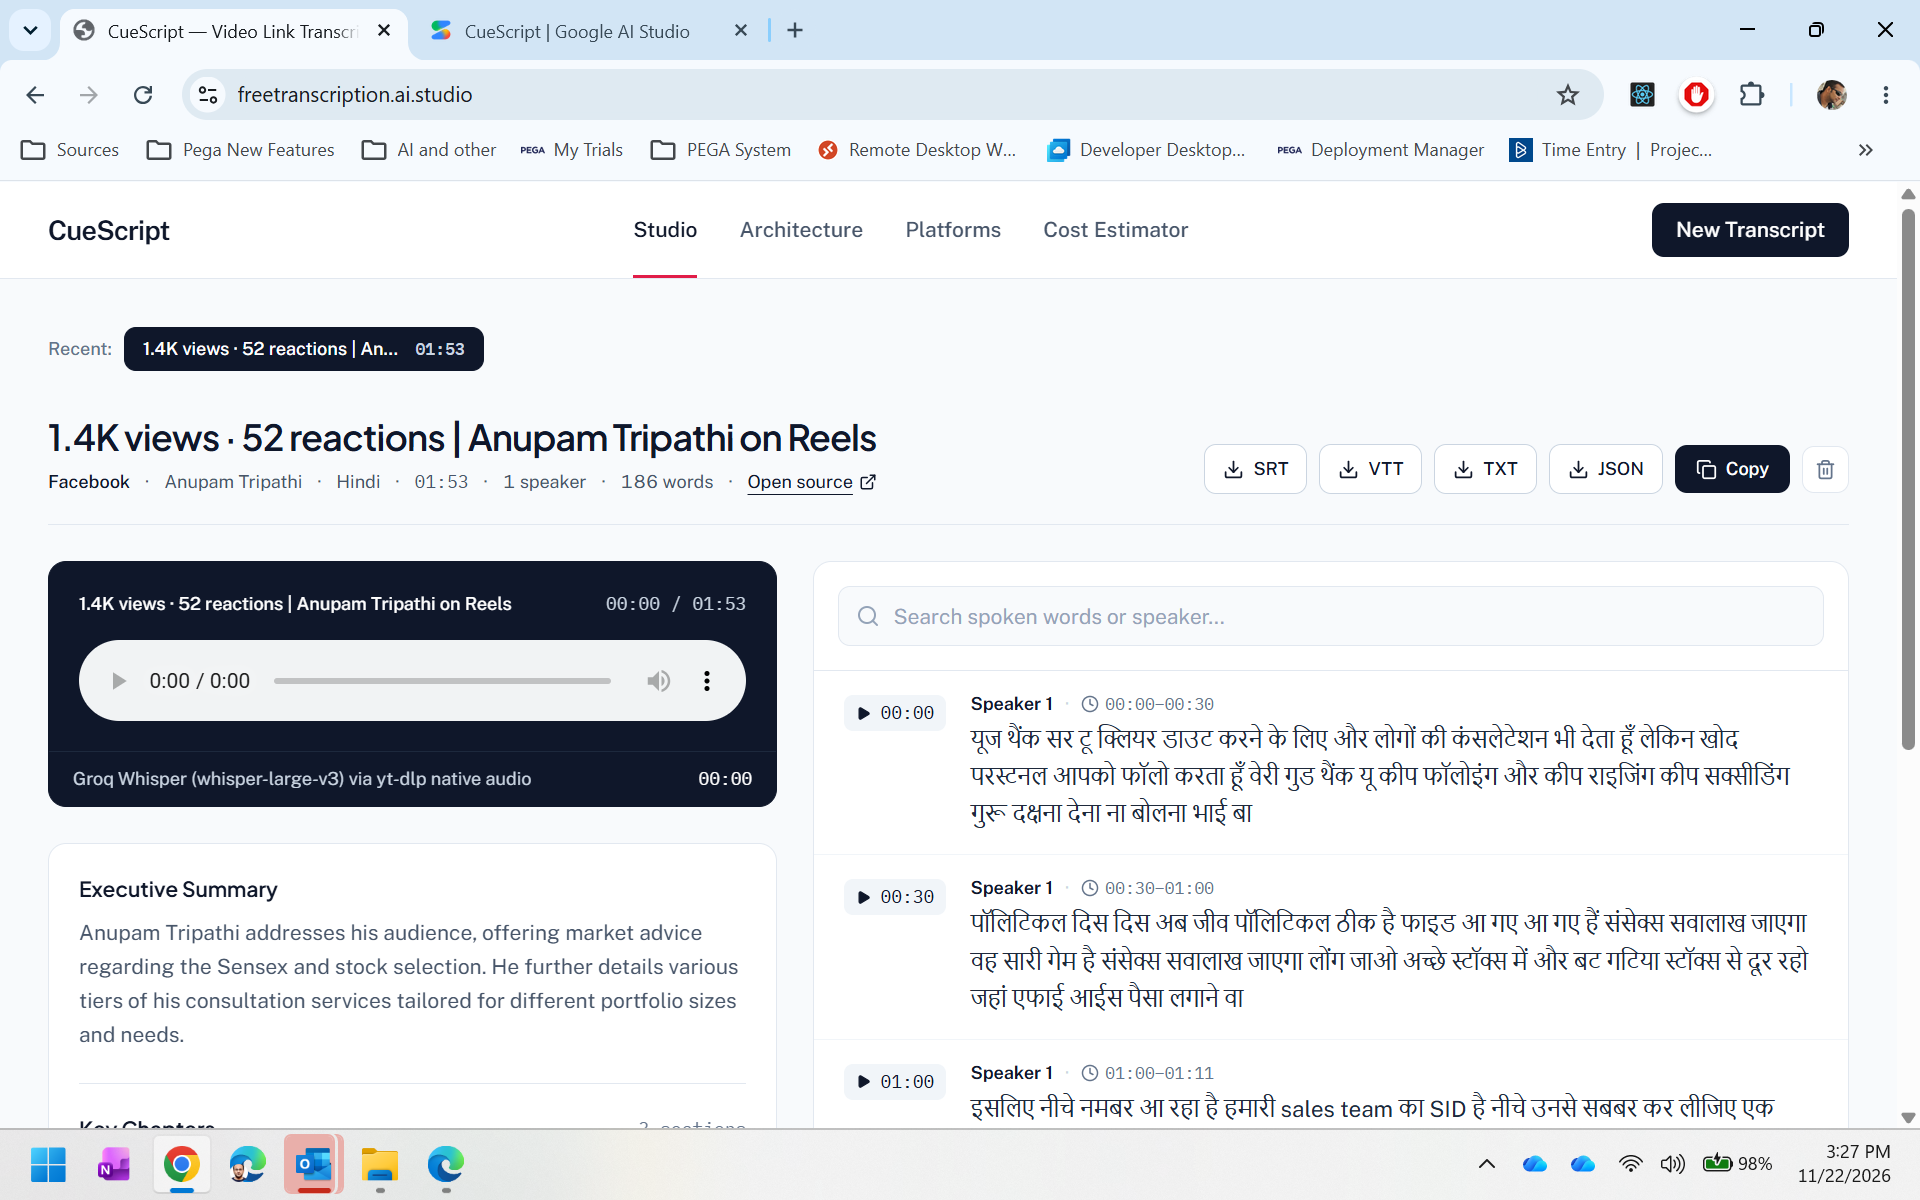 CueScript — Video Link Transcri
CueScript | Google AI Studio
freetranscription.ai.studio
Sources
Pega New Features
AI and other
PEGA My Trials
PEGA System
Remote Desktop W...
Developer Desktop...
PEGA Deployment Manager
Time Entry | Projec...
CueScript
Studio
Architecture
Platforms
Cost Estimator
New Transcript
Recent:
1.4K views · 52 reactions | An... 01:53
1.4K views · 52 reactions | Anupam Tripathi on Reels
Facebook · Anupam Tripathi · Hindi · 01:53 · 1 speaker · 186 words · Open source
SRT
VTT
TXT
JSON
Copy
1.4K views · 52 reactions | Anupam Tripathi on Reels 00:00 / 01:53
0:00 / 0:00
Groq Whisper (whisper-large-v3) via yt-dlp native audio 00:00
Executive Summary
Anupam Tripathi addresses his audience, offering market advice
regarding the Sensex and stock selection. He further details various
tiers of his consultation services tailored for different portfolio sizes
and needs.
Key Chapters
Search spoken words or speaker...
00:00
Speaker 1 · 00:00–00:30
यूज थैंक सर टू क्लियर डाउट करने के लिए और लोगों की कंसलेटेशन भी देता हूँ लेकिन खोद
परस्टनल आपको फॉलो करता हूँ वेरी गुड थैंक यू कीप फॉलोइंग और कीप राइजिंग कीप सक्सीडिंग
गुरू दक्षना देना ना बोलना भाई बा
00:30
Speaker 1 · 00:30–01:00
पॉलिटिकल दिस दिस अब जीव पॉलिटिकल ठीक है फाइड आ गए आ गए हैं संसेक्स सवालाख जाएगा
वह सारी गेम है संसेक्स सवालाख जाएगा लोंग जाओ अच्छे स्टॉक्स में और बट गटिया स्टॉक्स से दूर रहो
जहां एफाई आईस पैसा लगाने वा
01:00
Speaker 1 · 01:00–01:11
इसलिए नीचे नमबर आ रहा है हमारी sales team का SID है नीचे उनसे सबबर कर लीजिए एक
98%
3:27 PM
11/22/2026